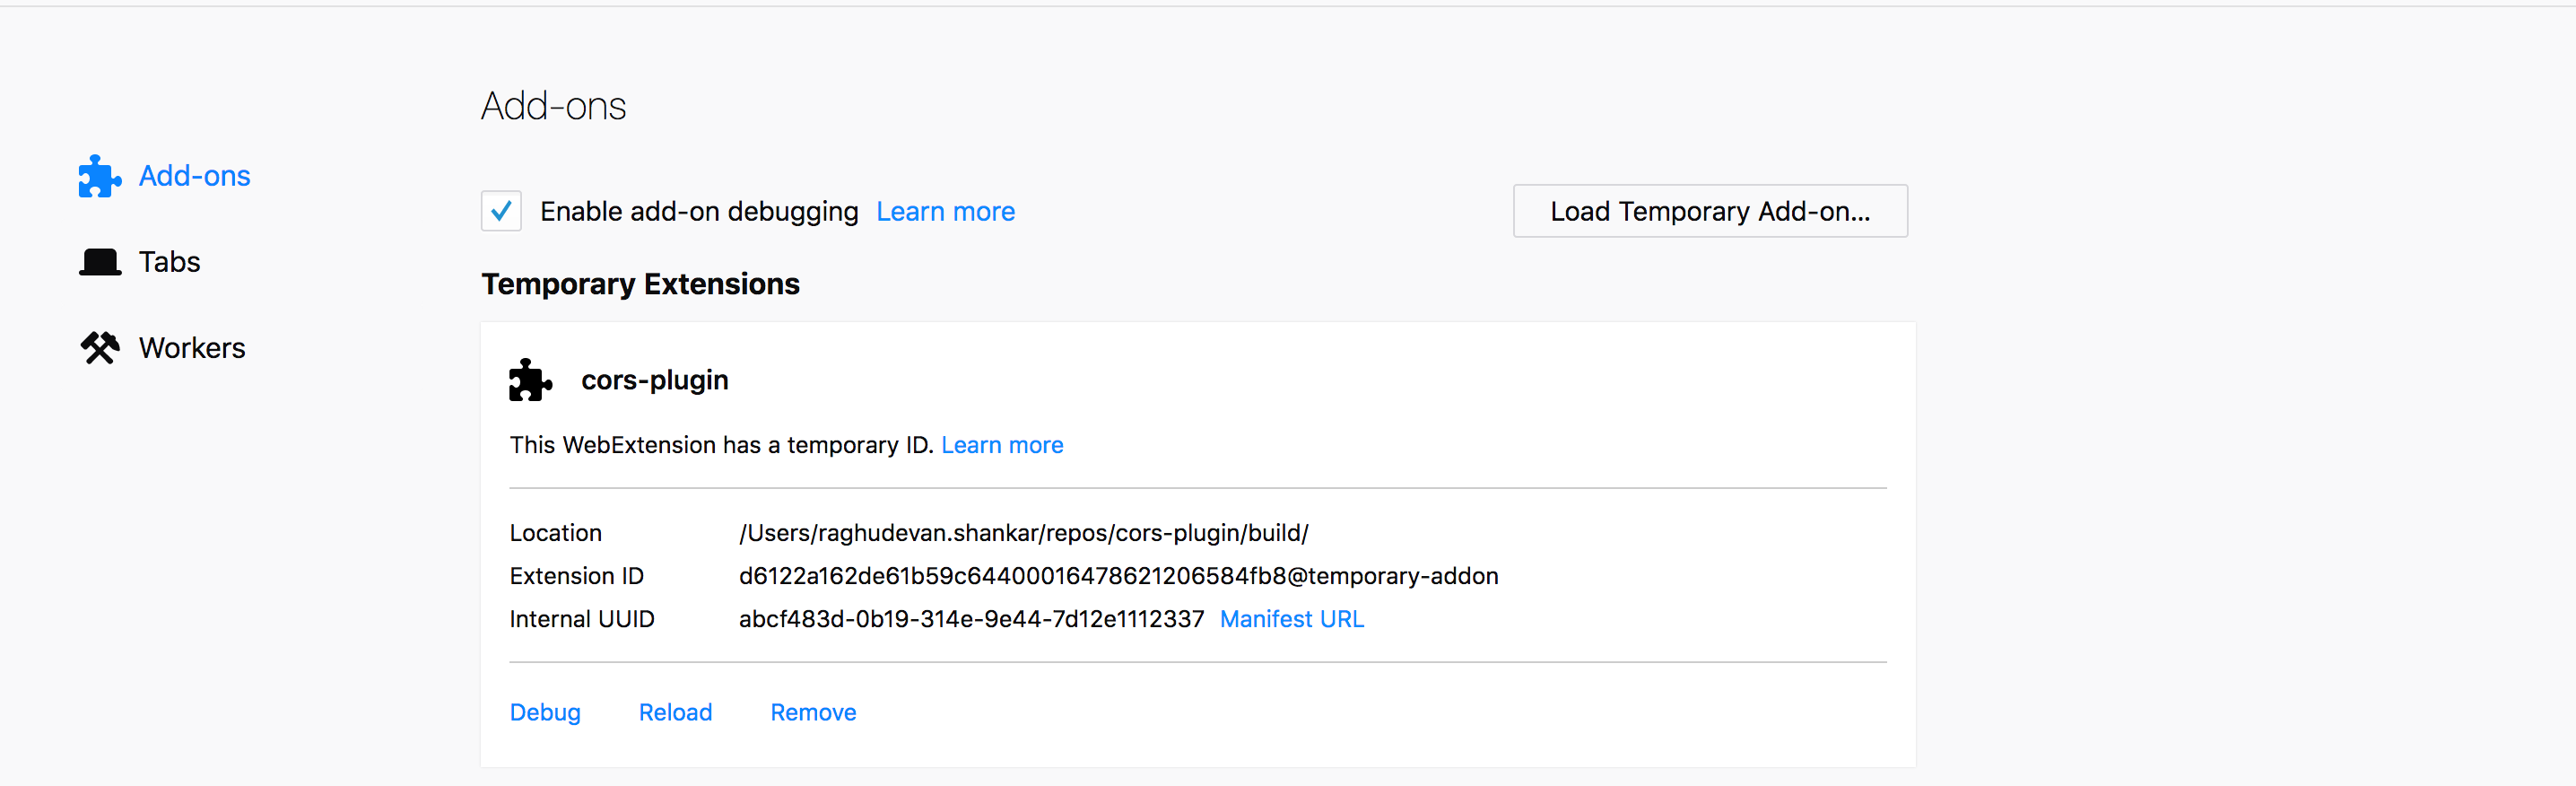 Add-ons
Add-ons
Tabs
Workers
Enable add-on debugging Learn more
Load Temporary Add-on...
Temporary Extensions
cors-plugin
This WebExtension has a temporary ID. Learn more
Location /Users/raghudevan.shankar/repos/cors-plugin/build/
Extension ID d6122a162de61b59c64400016478621206584fb8@temporary-addon
Internal UUID abcf483d-0b19-314e-9e44-7d12e1112337 Manifest URL
Debug Reload Remove